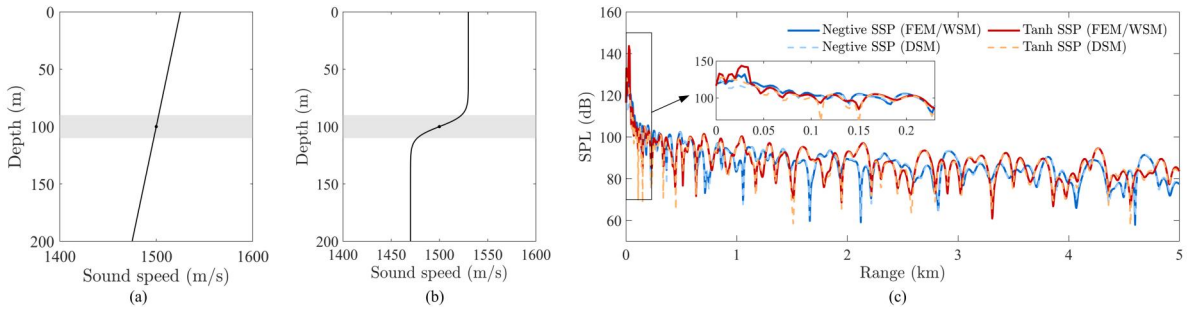 (a)
0
50
100
150
200
Depth (m)
1400
1500
1600
Sound speed (m/s)
(b)
0
50
100
150
200
Depth (m)
1400
1450
1500
1550
1600
Sound speed (m/s)
160
140
120
100
80
60
SPL (dB)
Negtive SSP (FEM/WSM)
Negtive SSP (DSM)
Tanh SSP (FEM/WSM)
Tanh SSP (DSM)
100
0
0.05
0.1
0.15
0.2
0
1
2
3
4
5
Range (km)
(c)